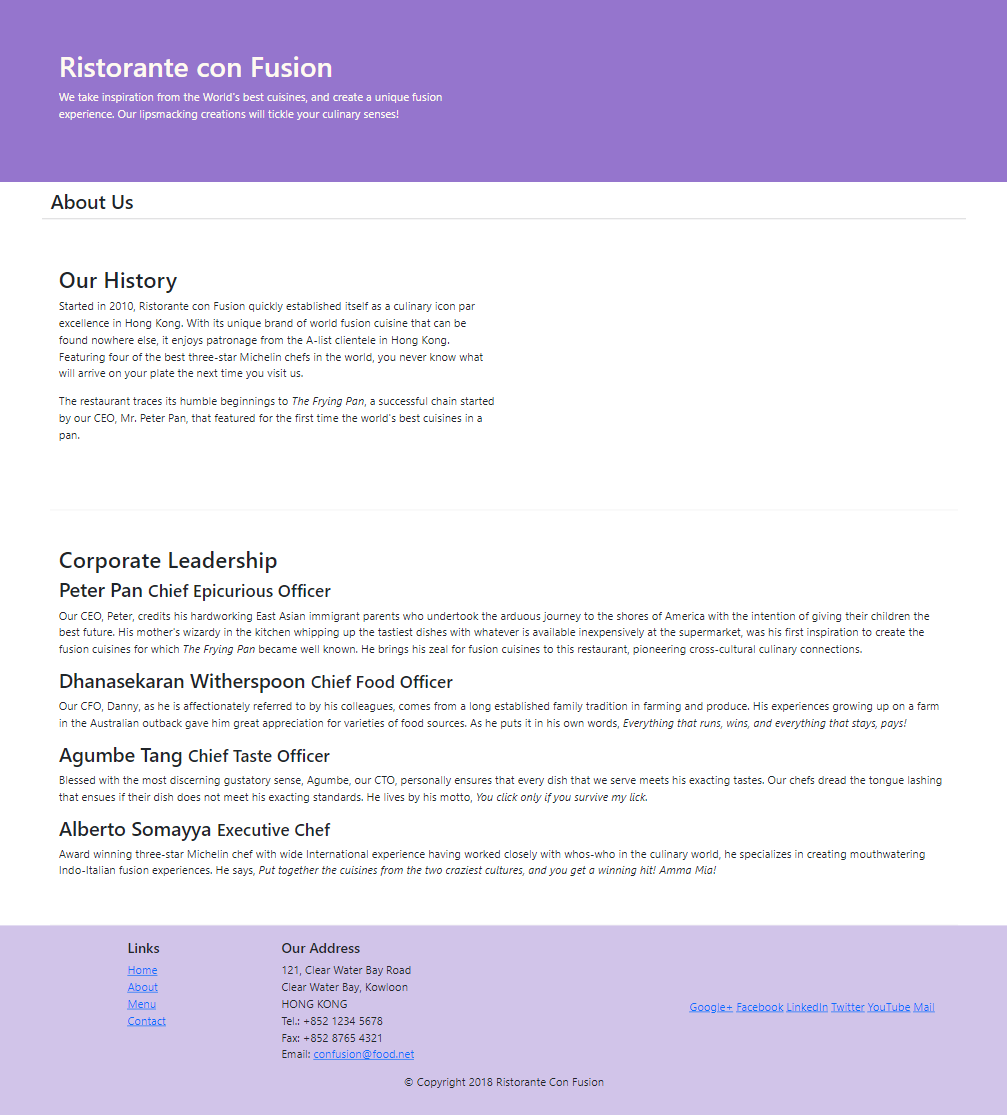 Ristorante con Fusion
We take inspiration from the World's best cuisines, and create a unique fusion
experience. Our lipsmacking creations will tickle your culinary senses!
About Us
Our History
Started in 2010, Ristorante con Fusion quickly established itself as a culinary icon par
excellence in Hong Kong. With its unique brand of world fusion cuisine that can be
found nowhere else, it enjoys patronage from the A-list clientele in Hong Kong.
Featuring four of the best three-star Michelin chefs in the world, you never know what
will arrive on your plate the next time you visit us.
The restaurant traces its humble beginnings to The Frying Pan, a successful chain started
by our CEO, Mr. Peter Pan, that featured for the first time the world's best cuisines in a
pan.
Corporate Leadership
Peter Pan Chief Epicurious Officer
Our CEO, Peter, credits his hardworking East Asian immigrant parents who undertook the arduous journey to the shores of America with the intention of giving their children the
best future. His mother's wizardy in the kitchen whipping up the tastiest dishes with whatever is available inexpensively at the supermarket, was his first inspiration to create the
fusion cuisines for which The Frying Pan became well known. He brings his zeal for fusion cuisines to this restaurant, pioneering cross-cultural culinary connections.
Dhanasekaran Witherspoon Chief Food Officer
Our CFO, Danny, as he is affectionately referred to by his colleagues, comes from a long established family tradition in farming and produce. His experiences growing up on a farm
in the Australian outback gave him great appreciation for varieties of food sources. As he puts it in his own words, Everything that runs, wins, and everything that stays, pays!
Agumbe Tang Chief Taste Officer
Blessed with the most discerning gustatory sense, Agumbe, our CTO, personally ensures that every dish that we serve meets his exacting tastes. Our chefs dread the tongue lashing
that ensues if their dish does not meet his exacting standards. He lives by his motto, You click only if you survive my lick.
Alberto Somayya Executive Chef
Award winning three-star Michelin chef with wide International experience having worked closely with whos-who in the culinary world, he specializes in creating mouthwatering
Indo-Italian fusion experiences. He says, Put together the cuisines from the two craziest cultures, and you get a winning hit! Amma Mia!
Links
Home
About
Menu
Contact
Our Address
121, Clear Water Bay Road
Clear Water Bay, Kowloon
HONG KONG
Tel.: +852 1234 5678
Fax: +852 8765 4321
Email: confusion@food.net
Google+ Facebook LinkedIn Twitter YouTube Mail
© Copyright 2018 Ristorante Con Fusion